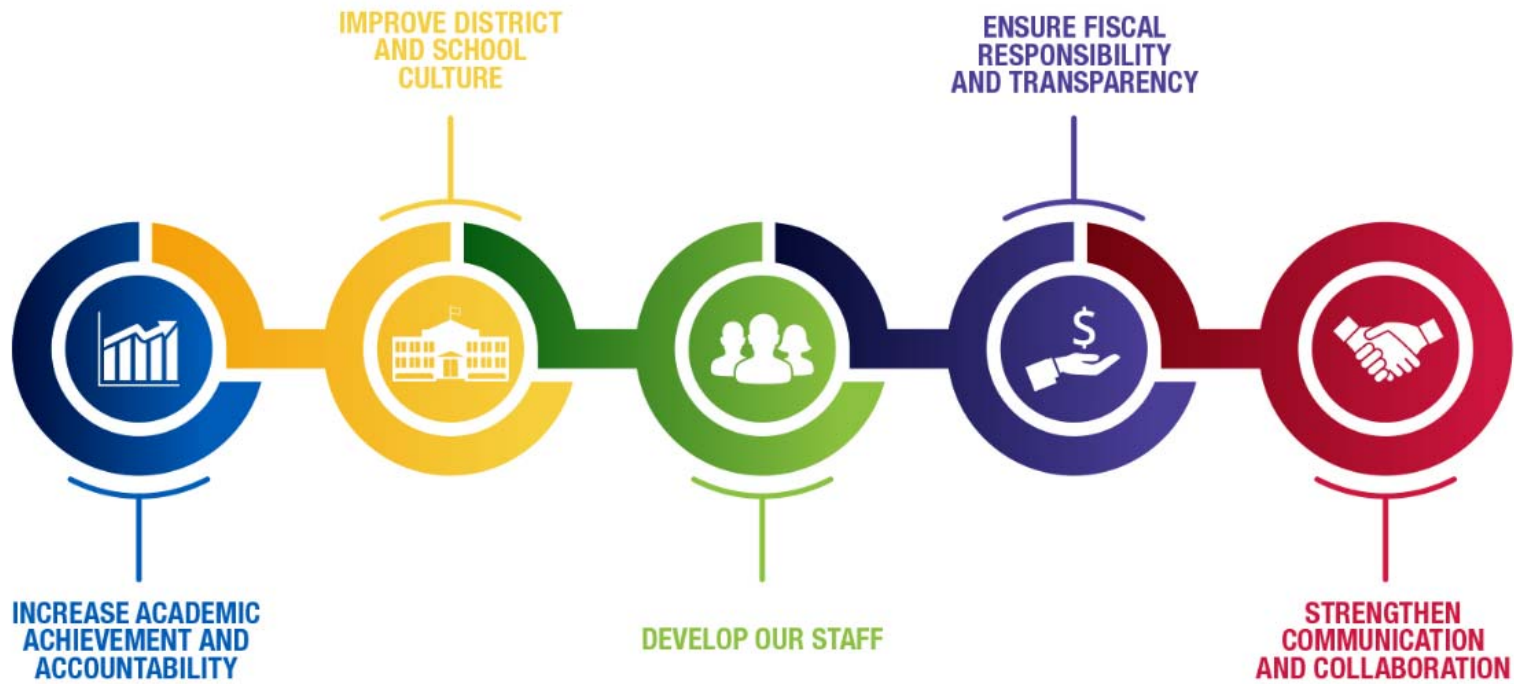 IMPROVE DISTRICT
AND SCHOOL
CULTURE
ENSURE FISCAL
RESPONSIBILITY
AND TRANSPARENCY
$
INCREASE ACADEMIC
ACHIEVEMENT AND
ACCOUNTABILITY
DEVELOP OUR STAFF
STRENGTHEN
COMMUNICATION
AND COLLABORATION